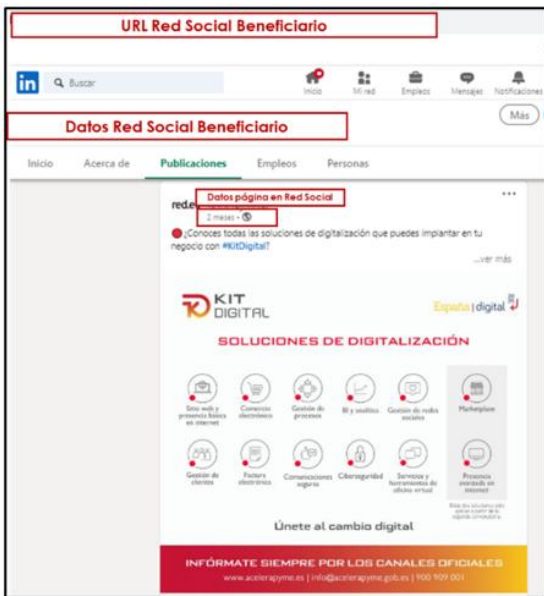 URL Red Social Beneficiario
in
Buscar
Inicio
Mi red
Empleos
Mensajes
Notificaciones
Más
Datos Red Social Beneficiario
Inicio Acerca de Publicaciones Empleos Personas
Datos página en Red Social
red.e
2 meses •
¿Conoces todas las soluciones de digitalización que puedes implantar en tu
negocio con #KitDigital?
...ver más
KIT
DIGITAL
España | digital
SOLUCIONES DE DIGITALIZACIÓN
Sitio web y
presencia básica
en internet
Comercio
electrónico
Gestión de
procesos
BI y analítica
Gestión de redes
sociales
Marketplace
Gestión de
clientes
Factura
electrónica
Comunicaciones
seguras
Ciberseguridad
Servicios y
herramientas de
oficina virtual
Presencia
avanzada en
internet
Únete al cambio digital
INFÓRMATE SIEMPRE POR LOS CANALES OFICIALES
www.acelerapyme.es | info@acelerapyme.gob.es | 900 909 001